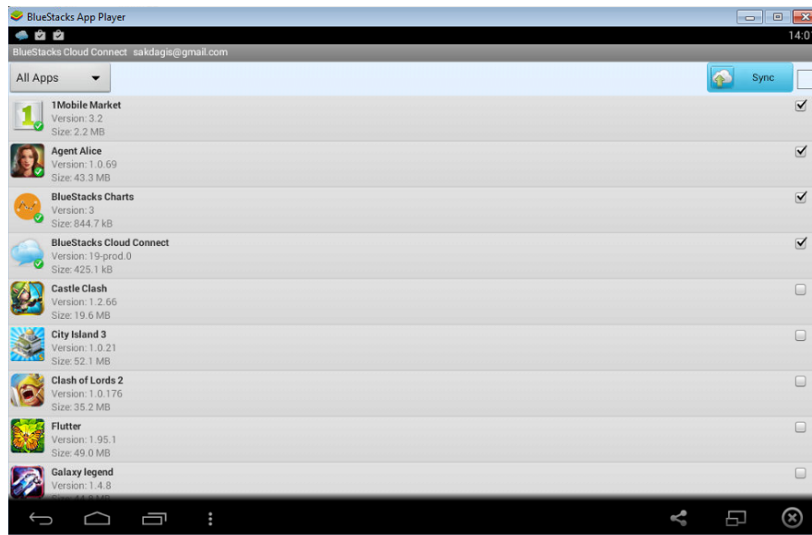 BlueStacks App Player
14:0
BlueStacks Cloud Connect sakdagis@gmail.com
All Apps
Sync
1Mobile Market
Version: 3.2
Size: 2.2 MB
Agent Alice
Version: 1.0.69
Size: 43.3 MB
BlueStacks Charts
Version: 3
Size: 844.7 kB
BlueStacks Cloud Connect
Version: 19-prod.0
Size: 425.1 kB
Castle Clash
Version: 1.2.66
Size: 19.6 MB
City Island 3
Version: 1.0.21
Size: 52.1 MB
Clash of Lords 2
Version: 1.0.176
Size: 35.2 MB
Flutter
Version: 1.95.1
Size: 49.0 MB
Galaxy legend
Version: 1.4.8